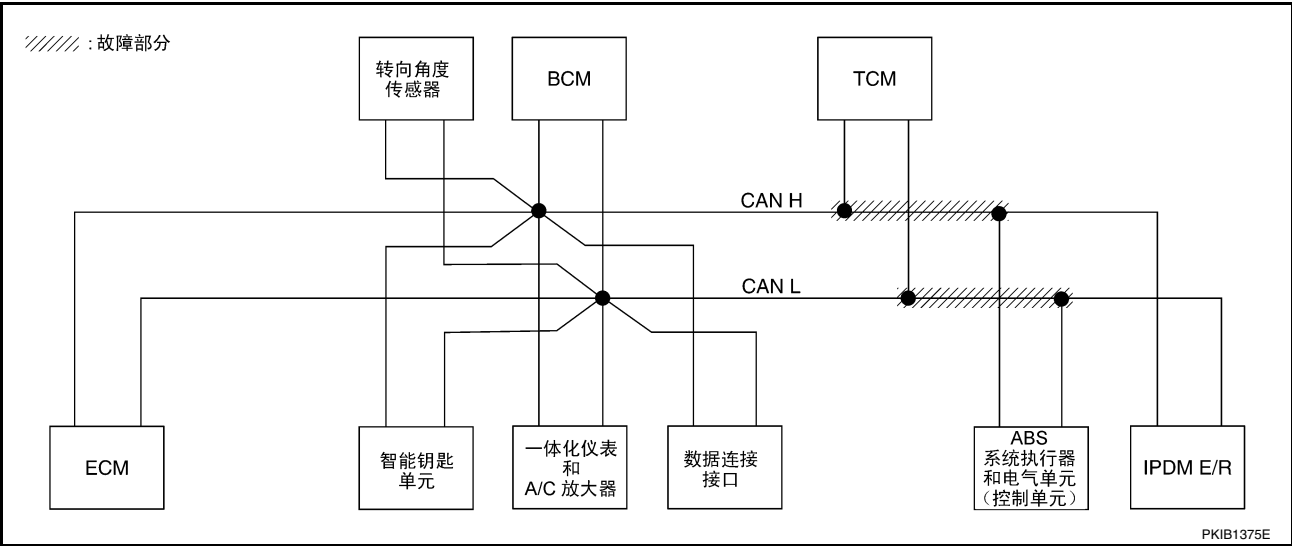 : 故障部分
转向角度
传感器
BCM
TCM
CAN H
CAN L
ECM
智能钥匙
单元
一体化仪表
和
A/C 放大器
数据连接
接口
ABS
系统执行器
和电气单元
（控制单元）
IPDM E/R
PKIB1375E